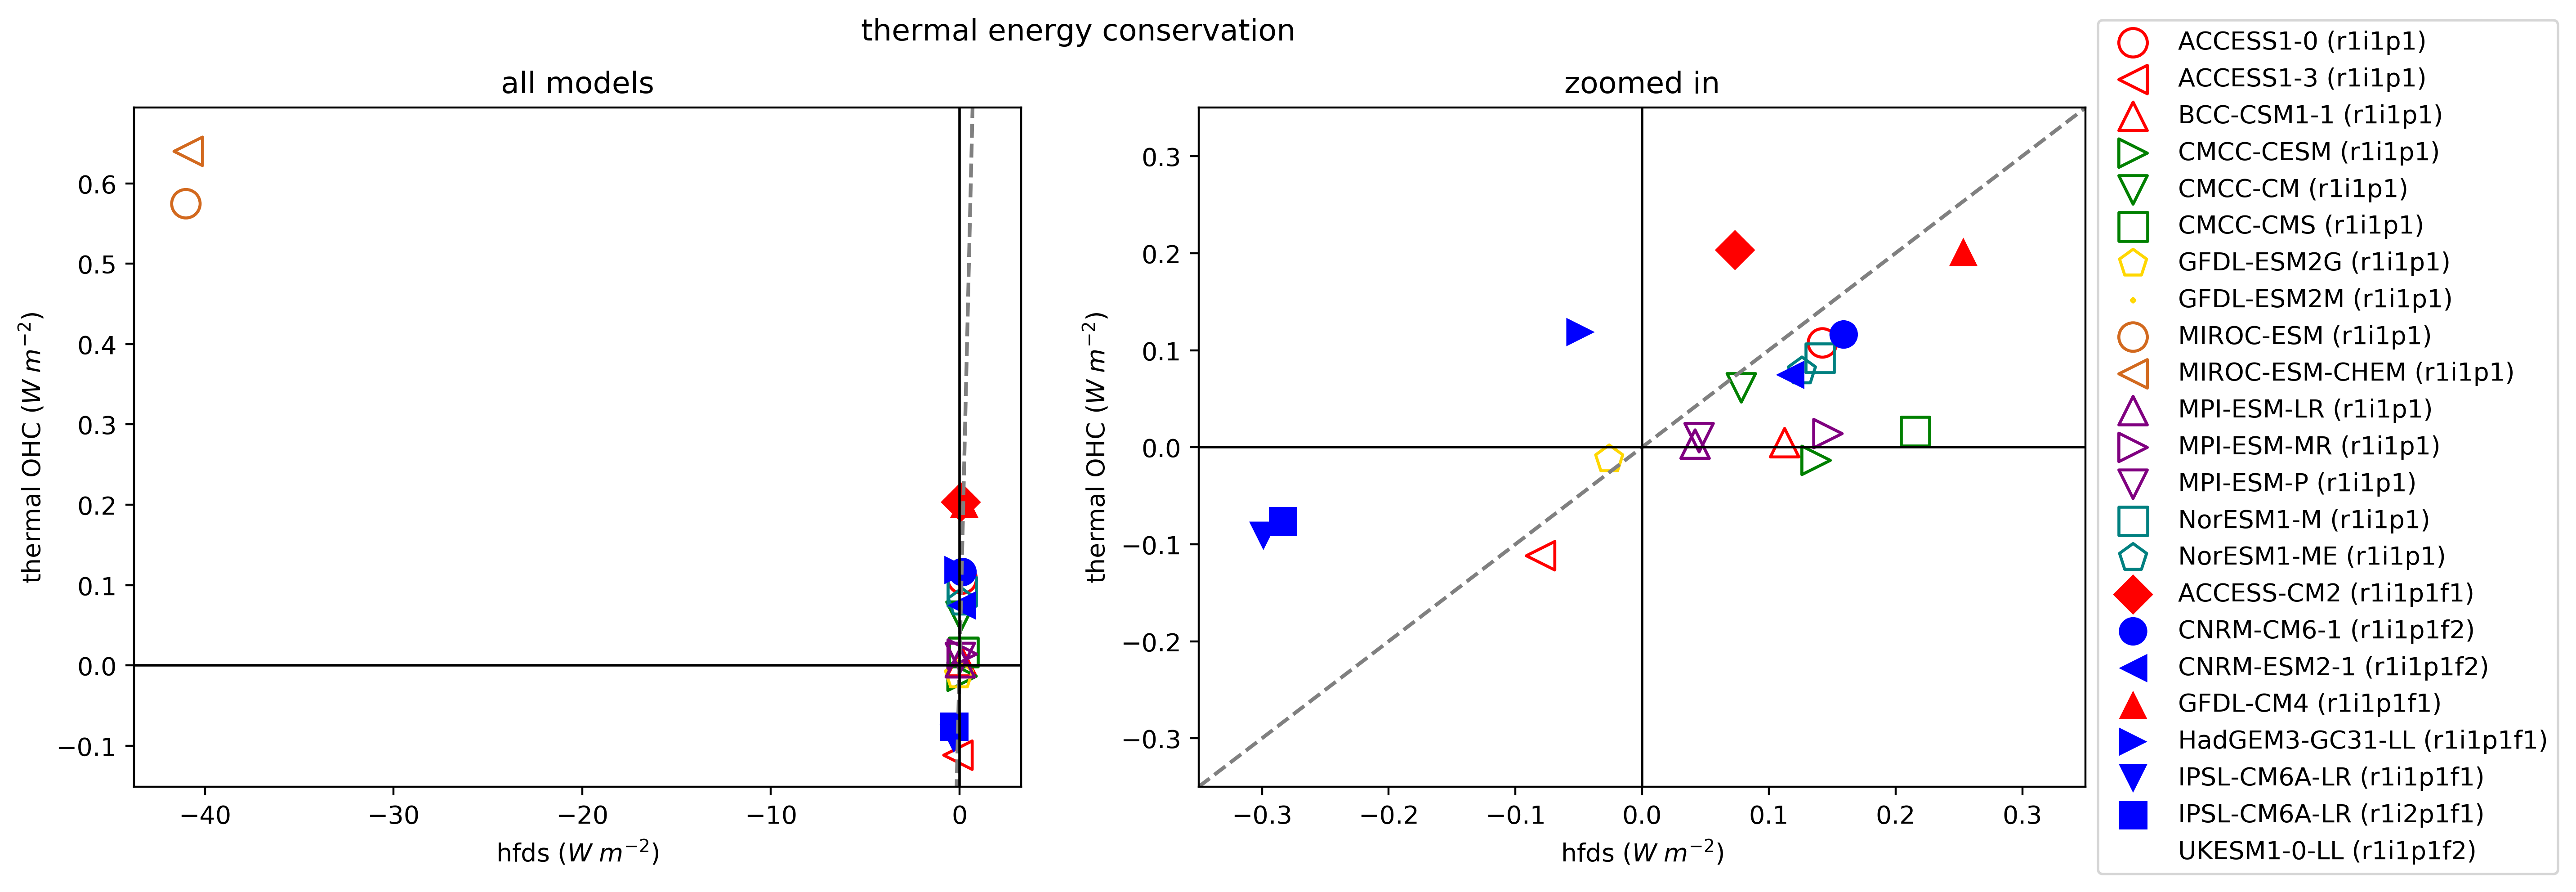 thermal energy conservation
all models
0.6
0.5
0.4
0.3
0.2
0.1
0.0
−0.1
thermal OHC (W m−2)
−40
−30
−20
−10
0
hfds (W m−2)
zoomed in
0.3
0.2
0.1
0.0
−0.1
−0.2
−0.3
thermal OHC (W m−2)
−0.3
−0.2
−0.1
0.0
0.1
0.2
0.3
hfds (W m−2)
ACCESS1-0 (r1i1p1)
ACCESS1-3 (r1i1p1)
BCC-CSM1-1 (r1i1p1)
CMCC-CESM (r1i1p1)
CMCC-CM (r1i1p1)
CMCC-CMS (r1i1p1)
GFDL-ESM2G (r1i1p1)
GFDL-ESM2M (r1i1p1)
MIROC-ESM (r1i1p1)
MIROC-ESM-CHEM (r1i1p1)
MPI-ESM-LR (r1i1p1)
MPI-ESM-MR (r1i1p1)
MPI-ESM-P (r1i1p1)
NorESM1-M (r1i1p1)
NorESM1-ME (r1i1p1)
ACCESS-CM2 (r1i1p1f1)
CNRM-CM6-1 (r1i1p1f2)
CNRM-ESM2-1 (r1i1p1f2)
GFDL-CM4 (r1i1p1f1)
HadGEM3-GC31-LL (r1i1p1f1)
IPSL-CM6A-LR (r1i1p1f1)
IPSL-CM6A-LR (r1i2p1f1)
UKESM1-0-LL (r1i1p1f2)